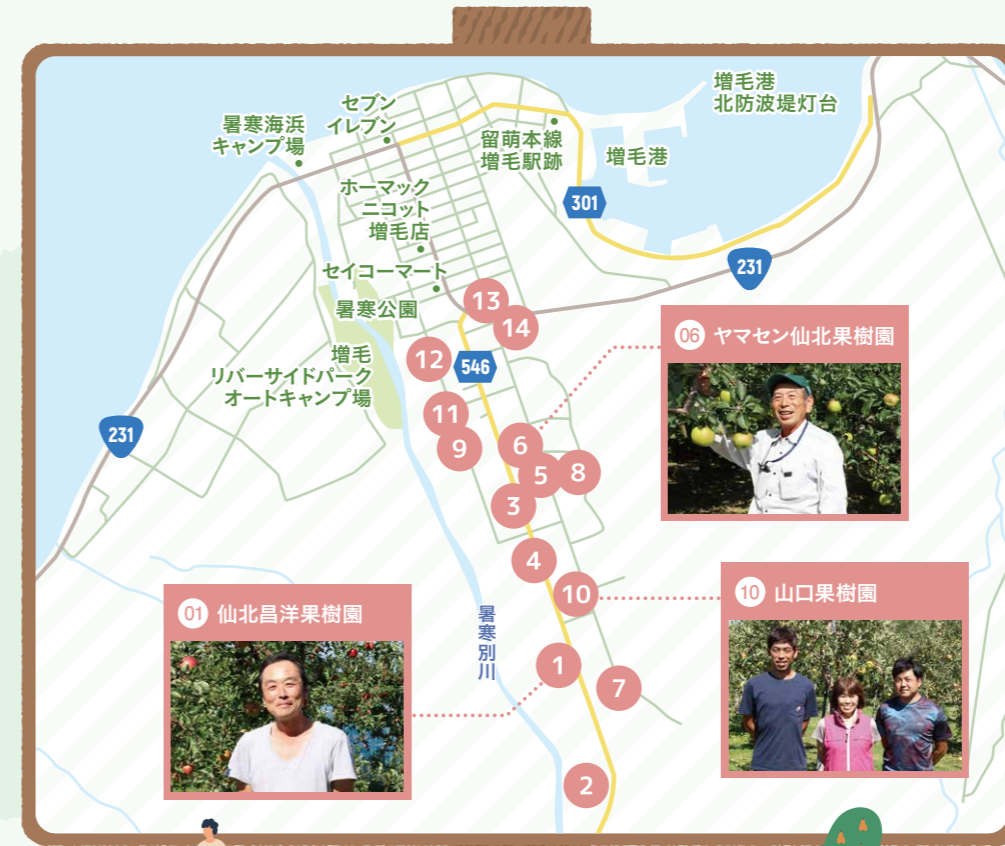 増毛港
北防波堤灯台
セブン
イレブン
暑寒海浜
キャンプ場
留萌本線
増毛駅跡
増毛港
ホーマック
ニコット
増毛店
301
231
セイコーマート
13
暑寒公園
14
06 ヤマセン仙北果樹園
12
546
増毛
リバーサイドパーク
オートキャンプ場
11
231
6
9
5
8
3
4
10
10 山口果樹園
01 仙北昌洋果樹園
暑寒別川
1
7
2